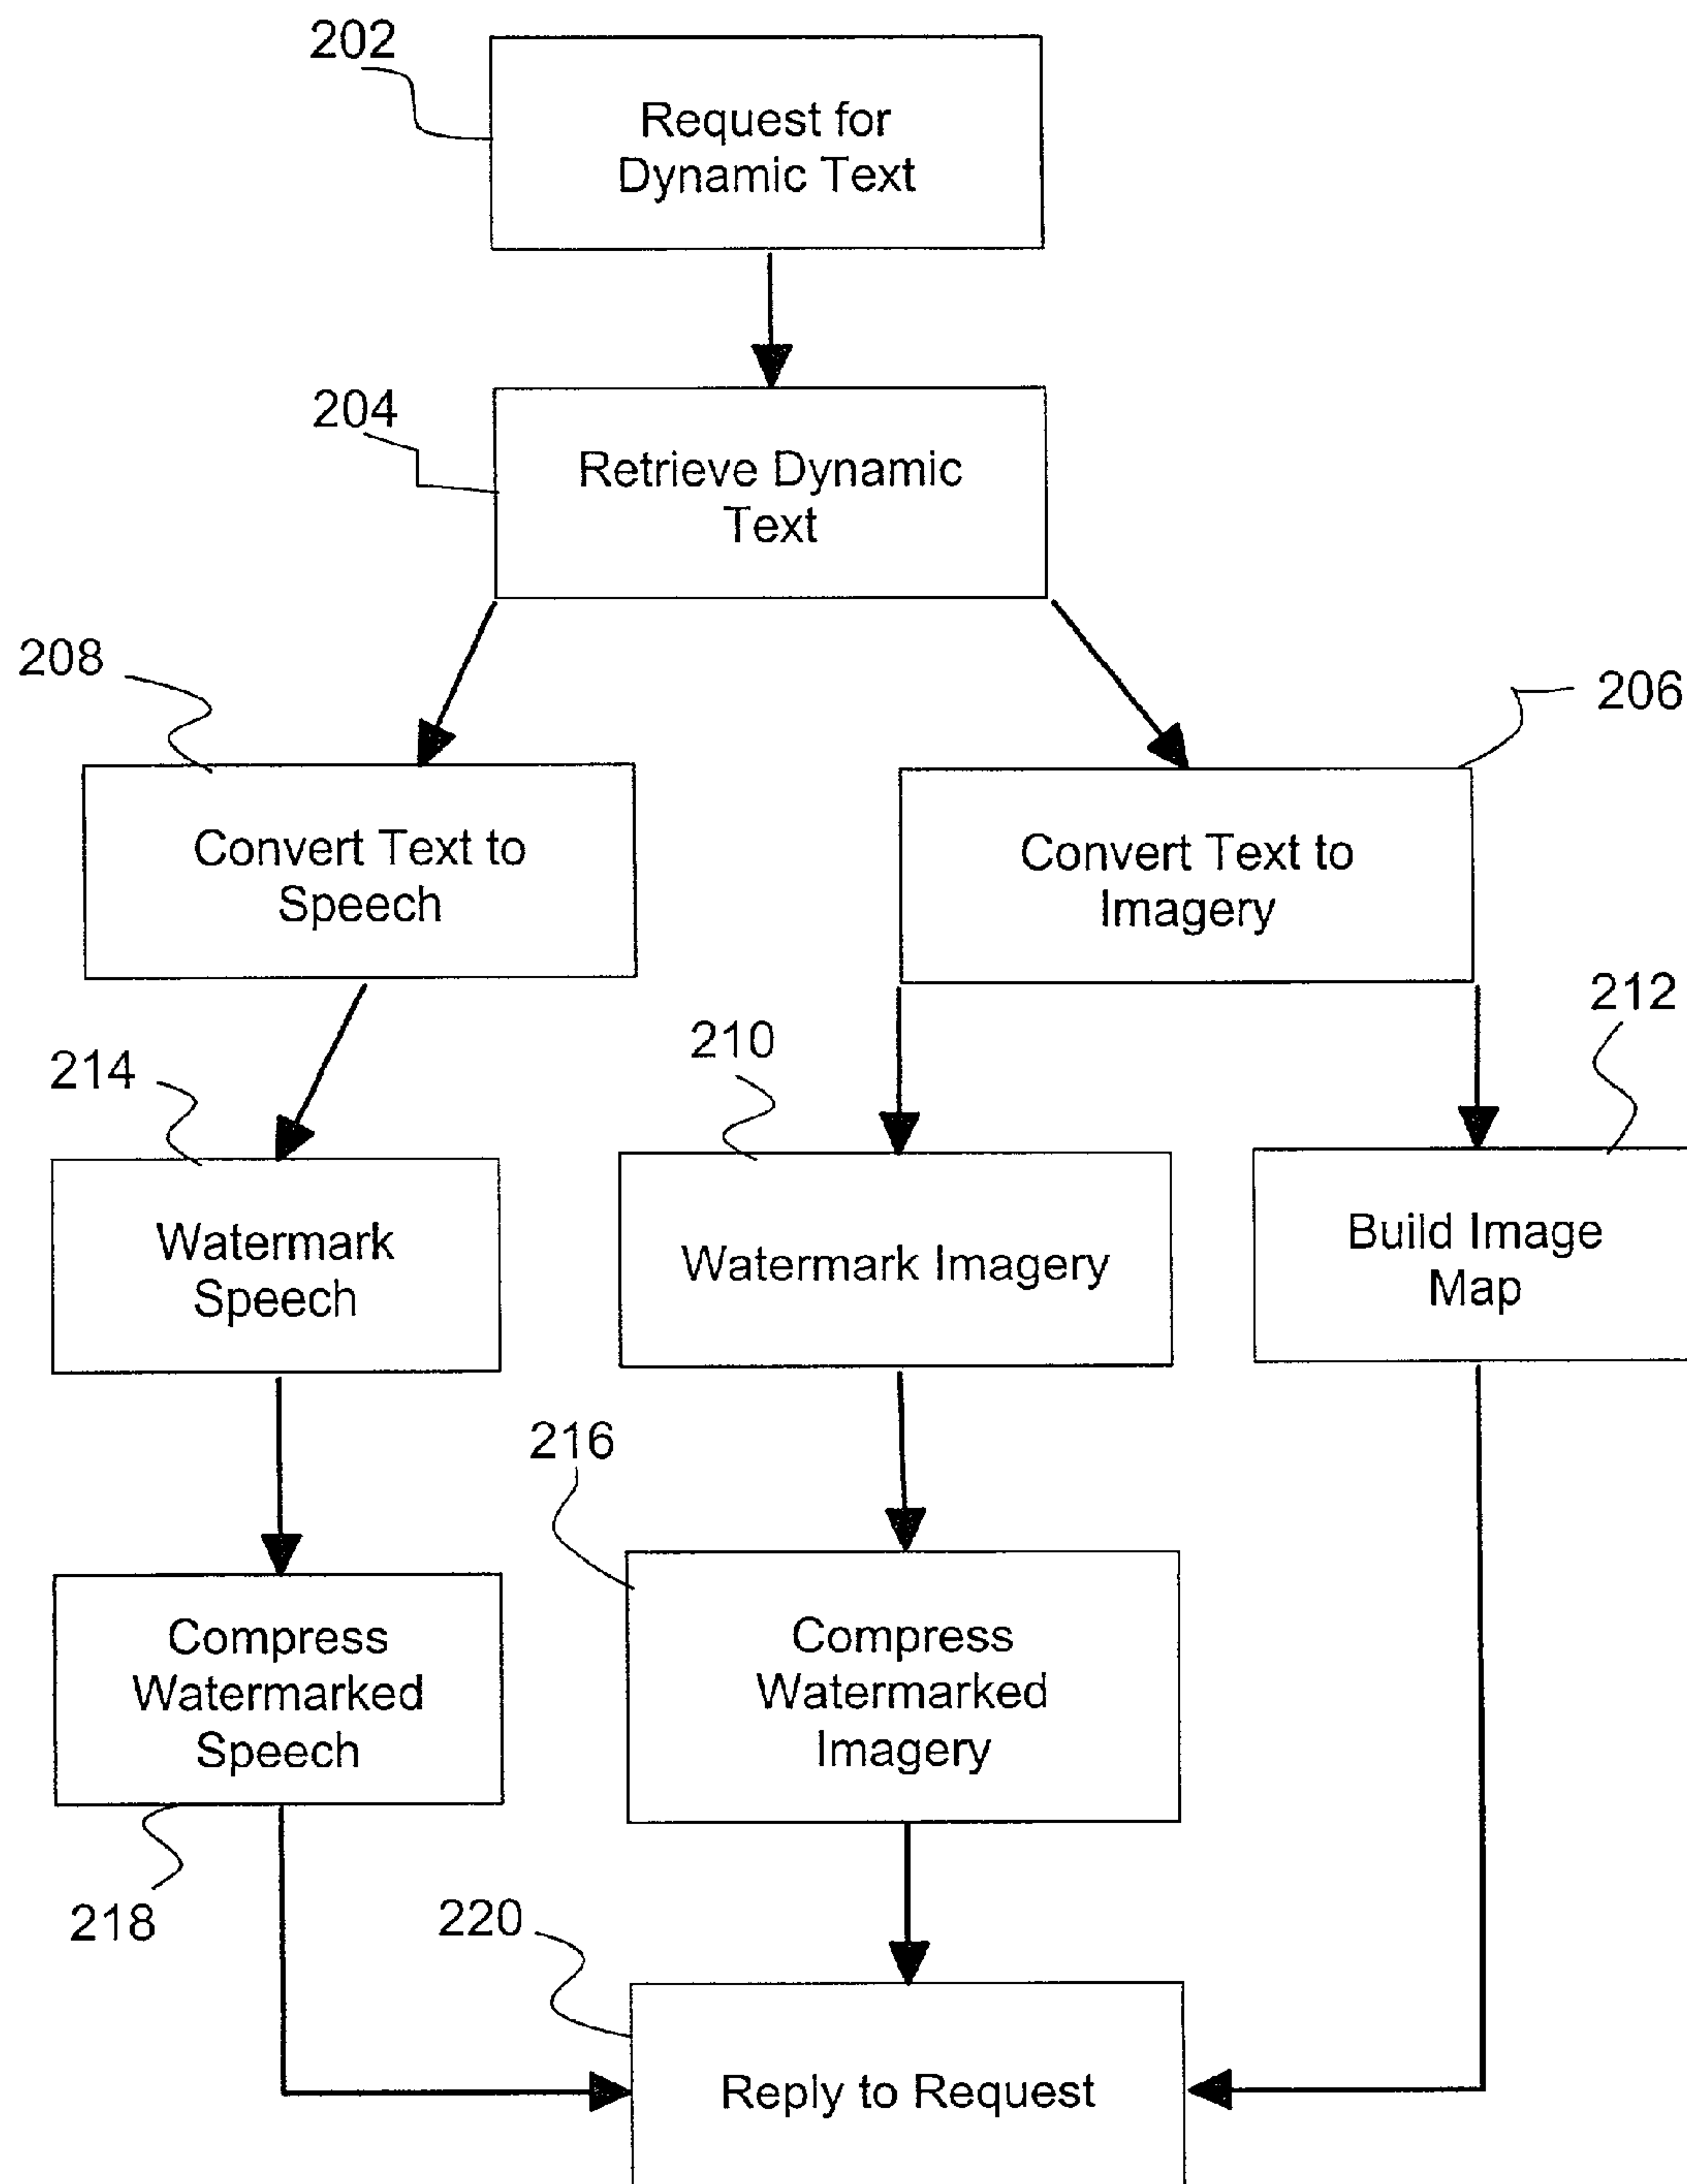 202
Request for
Dynamic Text
204
Retrieve Dynamic
Text
208
206
Convert Text to
Speech
Convert Text to
Imagery
212
210
214
Watermark
Speech
Watermark Imagery
Build Image
Map
216
Compress
Watermarked
Speech
Compress
Watermarked
Imagery
218
220
Reply to Request